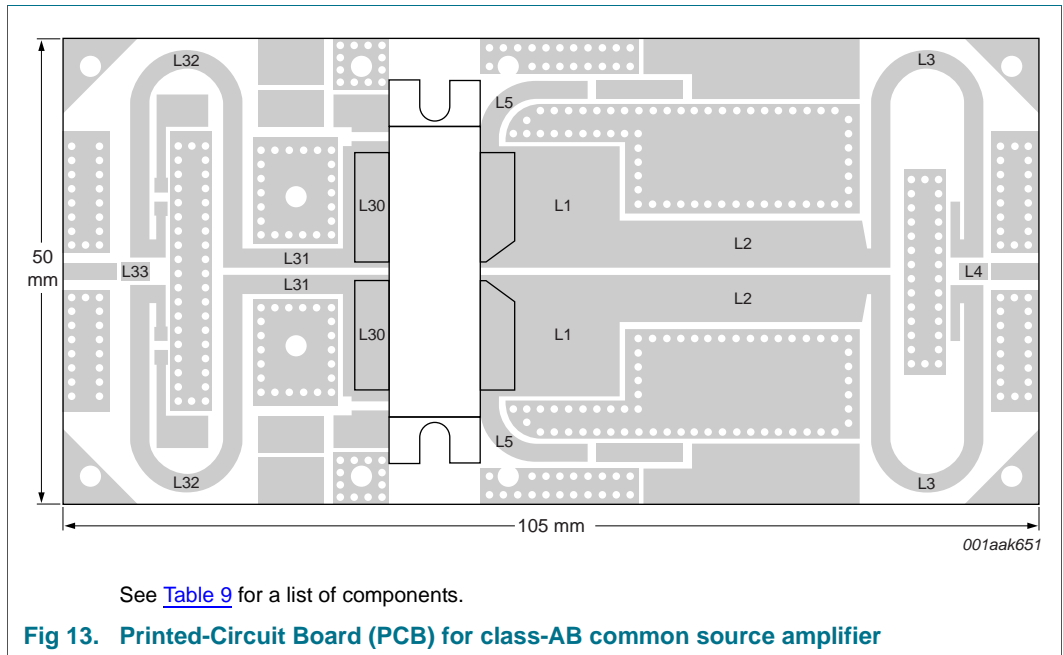 L32
L3
L5
L30
L1
L31
L2
50
mm
L33
L4
L31
L2
L30
L1
L5
L32
L3
105 mm
001aak651
See Table 9 for a list of components.
Fig 13. Printed-Circuit Board (PCB) for class-AB common source amplifier